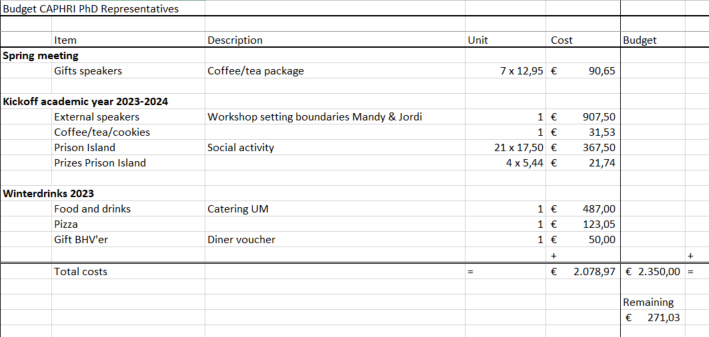 Budget CAPHRI PhD Representatives
Item Description Unit Cost Budget
Spring meeting
Gifts speakers Coffee/tea package 7 x 12,95 € 90,65
Kickoff academic year 2023-2024
External speakers Workshop setting boundaries Mandy & Jordi 1 € 907,50
Coffee/tea/cookies 1 € 31,53
Prison Island Social activity 21 x 17,50 € 367,50
Prizes Prison Island 4 x 5,44 € 21,74
Winterdrinks 2023
Food and drinks Catering UM 1 € 487,00
Pizza 1 € 123,05
Gift BHV'er Diner voucher 1 € 50,00
+ +
Total costs = € 2.078,97 € 2.350,00 =
Remaining
€ 271,03